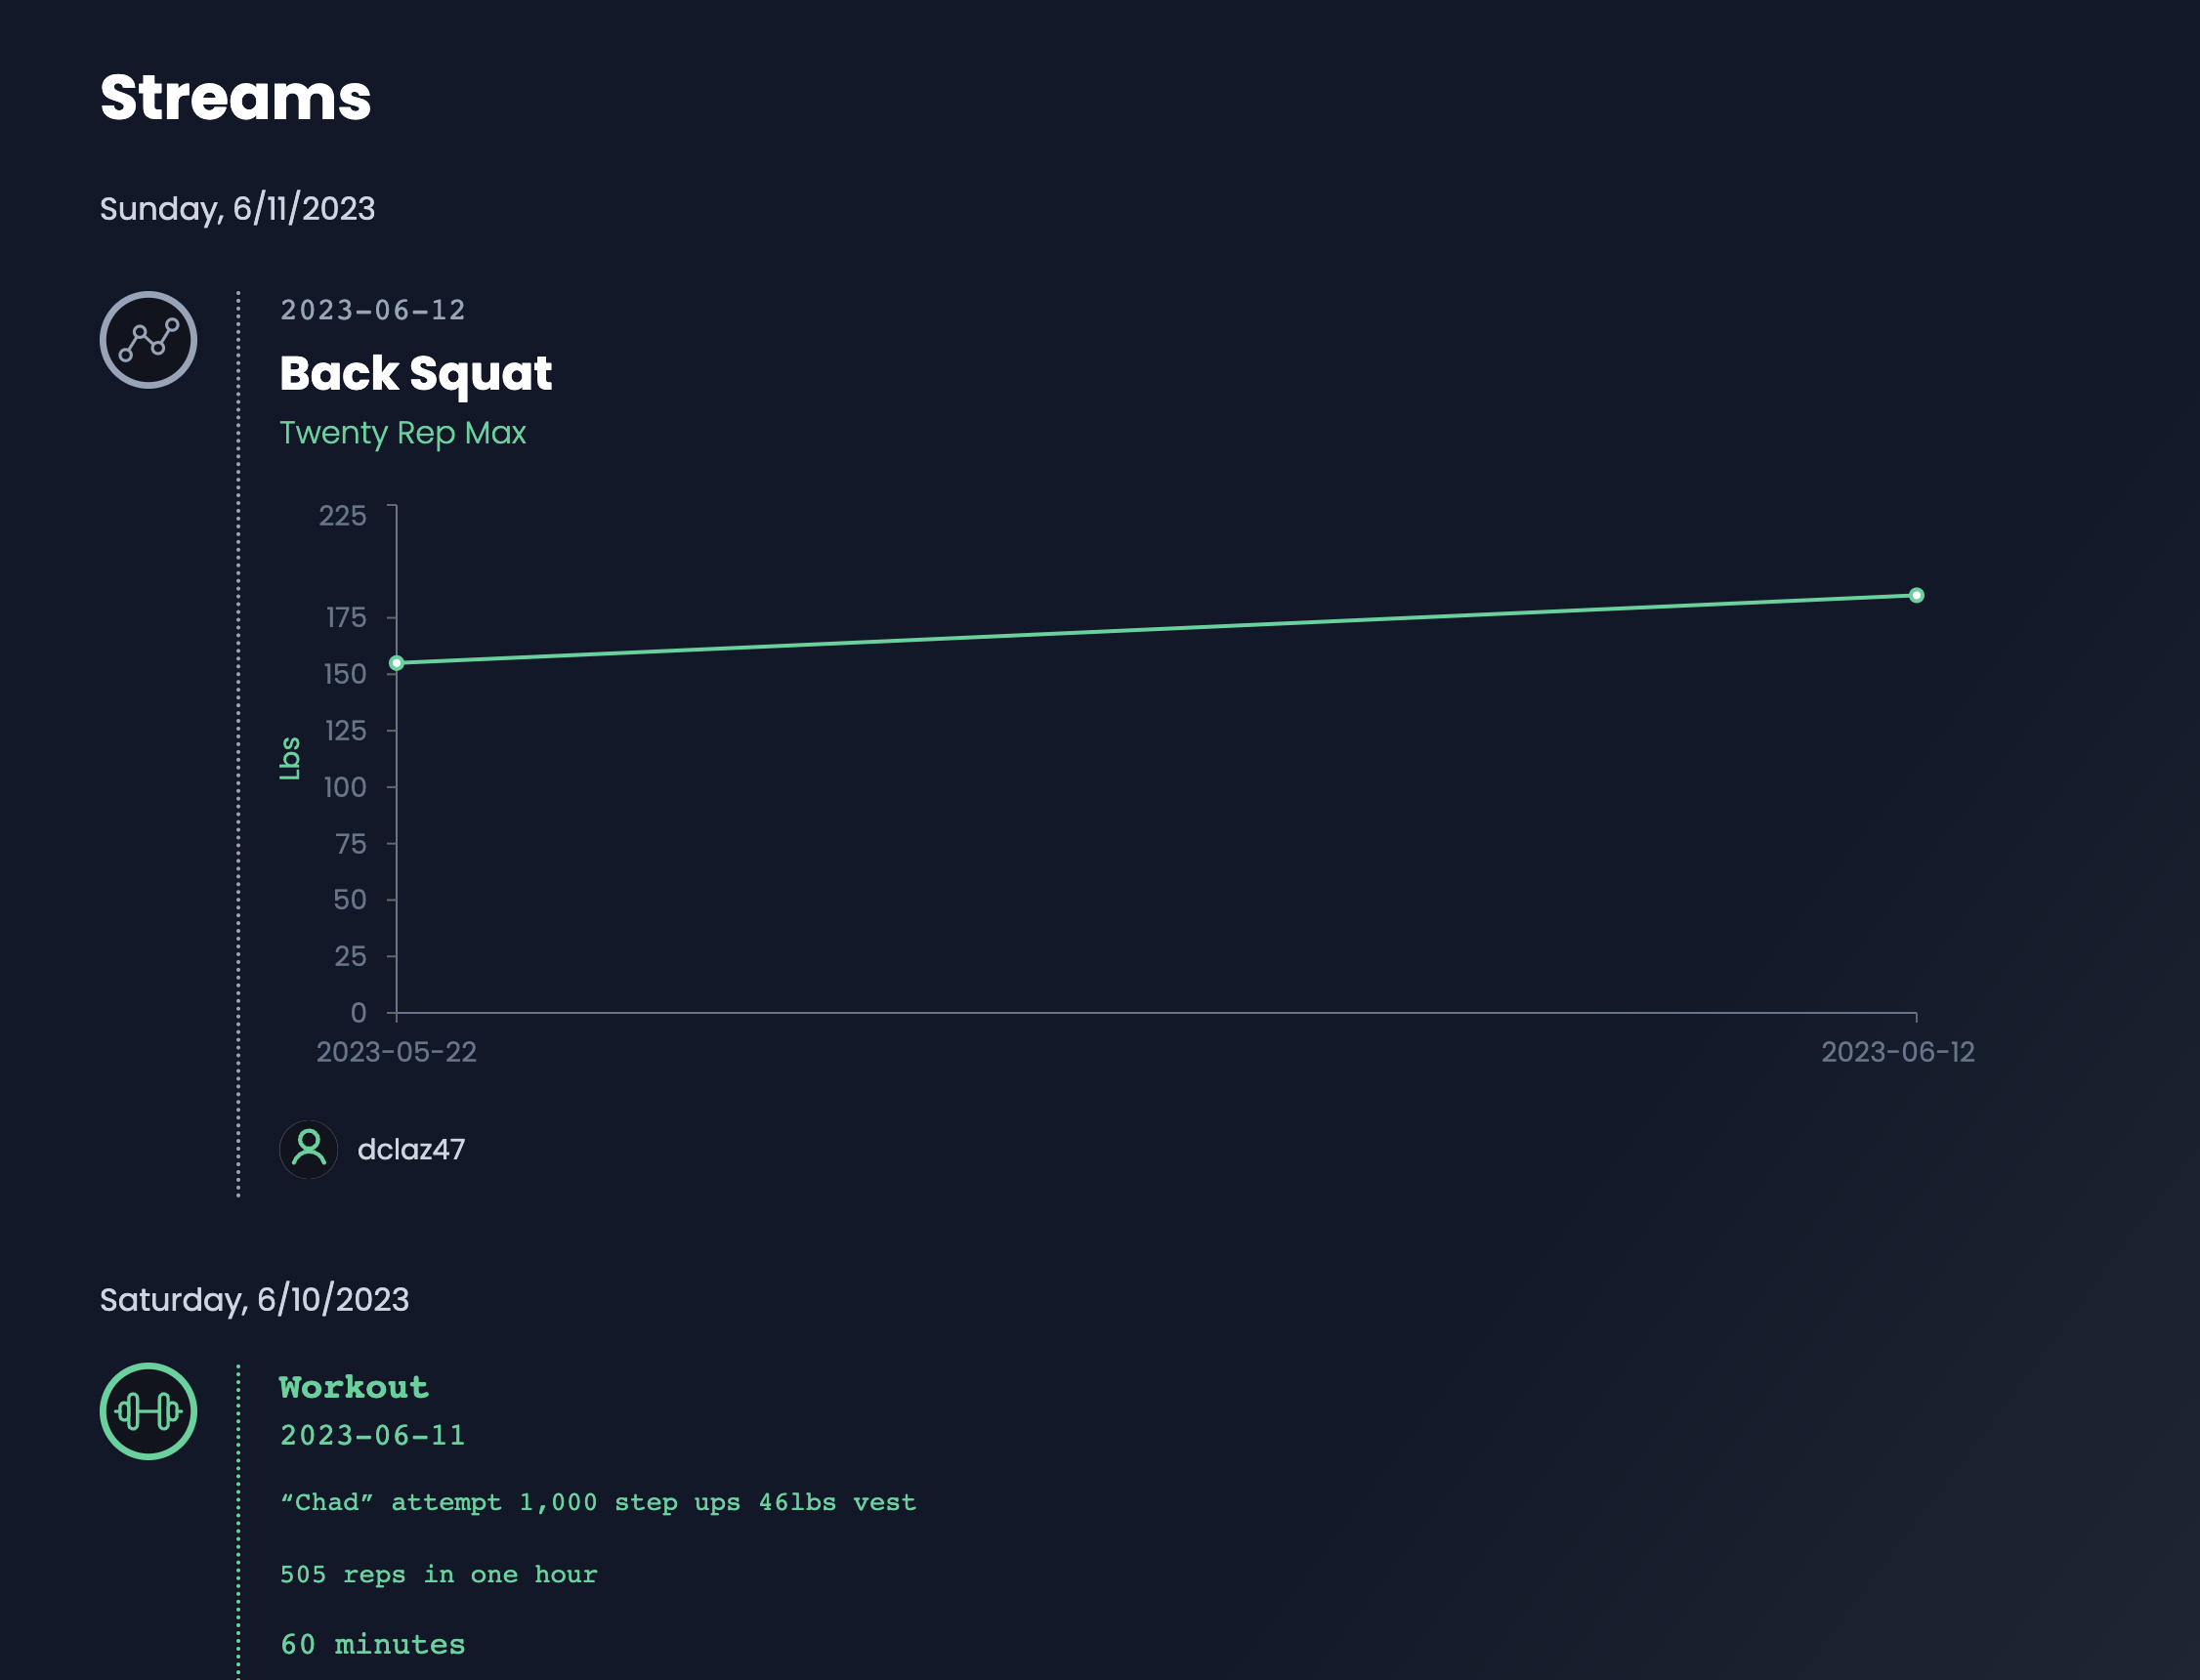 Streams
Sunday, 6/11/2023
2023-06-12
Back Squat
Twenty Rep Max
225
175
150
125
100
75
50
25
0
Lbs
2023-05-22
2023-06-12
dclaz47
Saturday, 6/10/2023
Workout
2023-06-11
“Chad” attempt 1,000 step ups 46lbs vest
505 reps in one hour
60 minutes